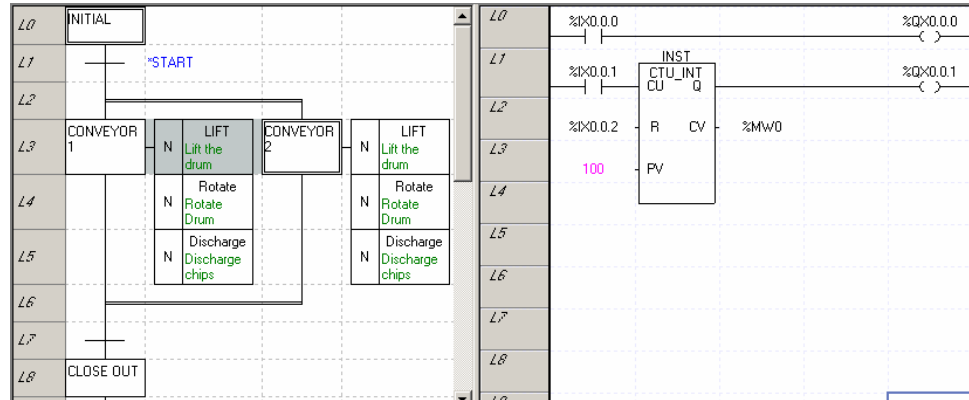 L0
INITIAL
L1
*START
L2
L3
CONVEYOR
1
N
LIFT
Lift the
drum
CONVEYOR
2
N
LIFT
Lift the
drum
L4
N
Rotate
Rotate
Drum
N
Rotate
Rotate
Drum
L5
N
Discharge
Discharge
chips
N
Discharge
Discharge
chips
L6
L7
L8
CLOSE OUT
L0
%IX0.0.0
%QX0.0.0
L1
INST
%IX0.0.1
CTU_INT
%QX0.0.1
CU Q
L2
%IX0.0.2
R CV
%MW0
L3
100
PV
L4
L5
L6
L7
L8